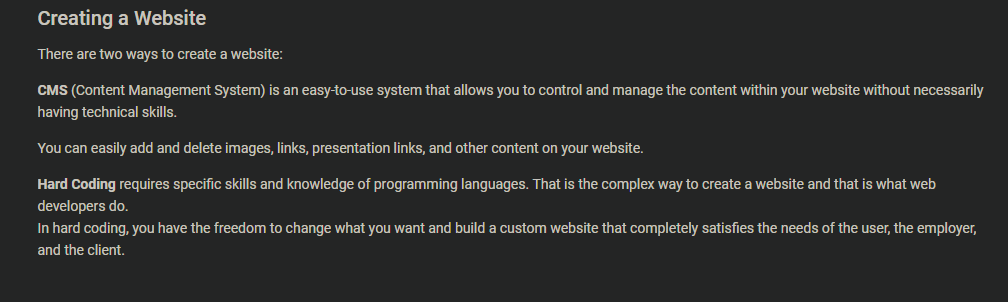 Creating a Website
There are two ways to create a website:
CMS (Content Management System) is an easy-to-use system that allows you to control and manage the content within your website without necessarily
having technical skills.
You can easily add and delete images, links, presentation links, and other content on your website.
Hard Coding requires specific skills and knowledge of programming languages. That is the complex way to create a website and that is what web
developers do.
In hard coding, you have the freedom to change what you want and build a custom website that completely satisfies the needs of the user, the employer,
and the client.